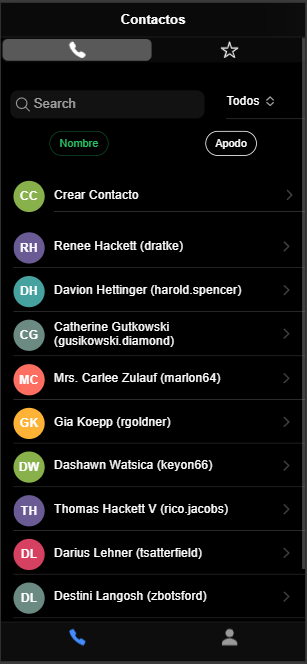 Contactos
Search
Todos
Nombre
Apodo
CC
Crear Contacto
RH
Renee Hackett (dratke)
DH
Davion Hettinger (harold.spencer)
CG
Catherine Gutkowski
(gusikowski.diamond)
MC
Mrs. Carlee Zulauf (marlon64)
GK
Gia Koepp (rgoldner)
DW
Dashawn Watsica (keyon66)
TH
Thomas Hackett V (rico.jacobs)
DL
Darius Lehner (tsatterfield)
DL
Destini Langosh (zbotsford)